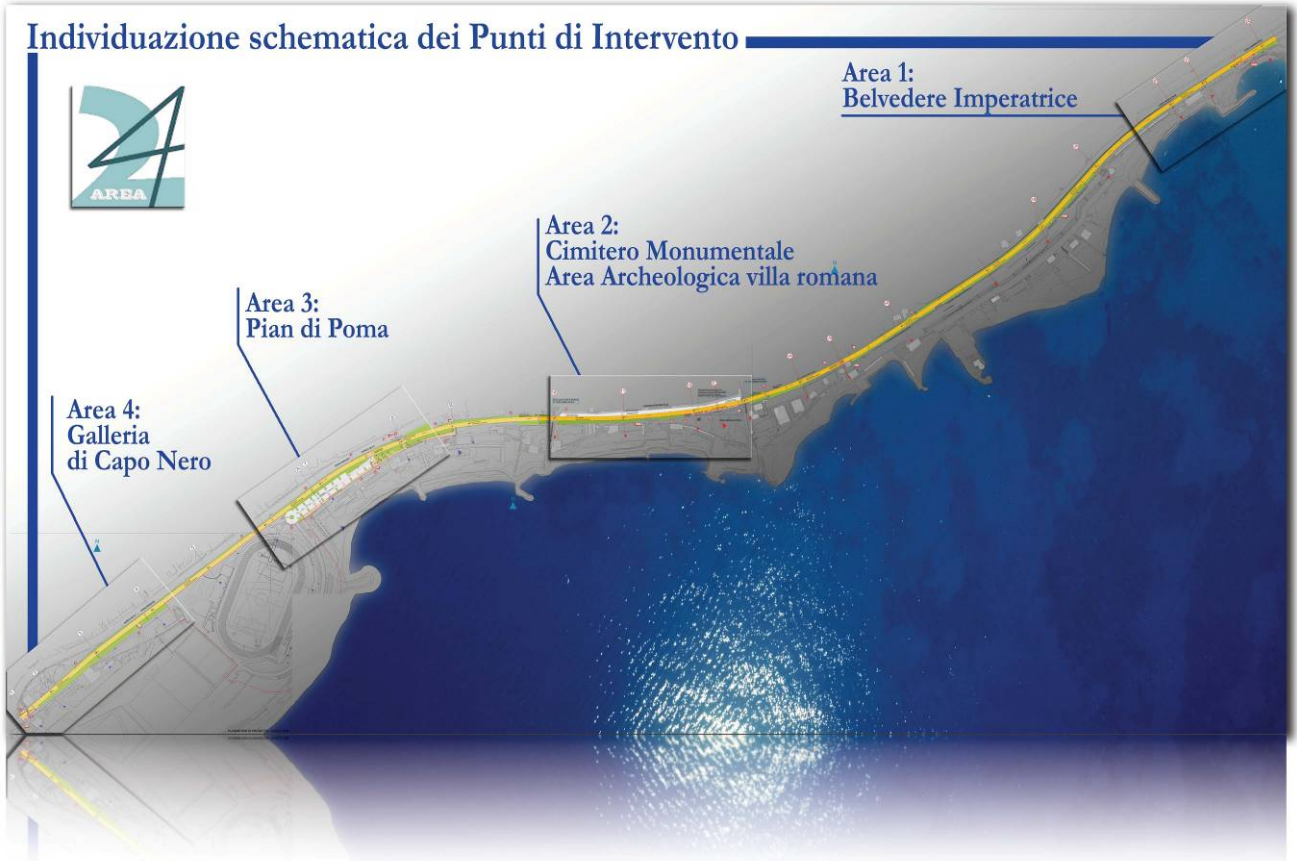 Individuazione schematica dei Punti di Intervento
24
AREA
Area 1:
Belvedere Imperatrice
Area 2:
Cimitero Monumentale
Area Archeologica villa romana
Area 3:
Pian di Poma
Area 4:
Galleria
di Capo Nero